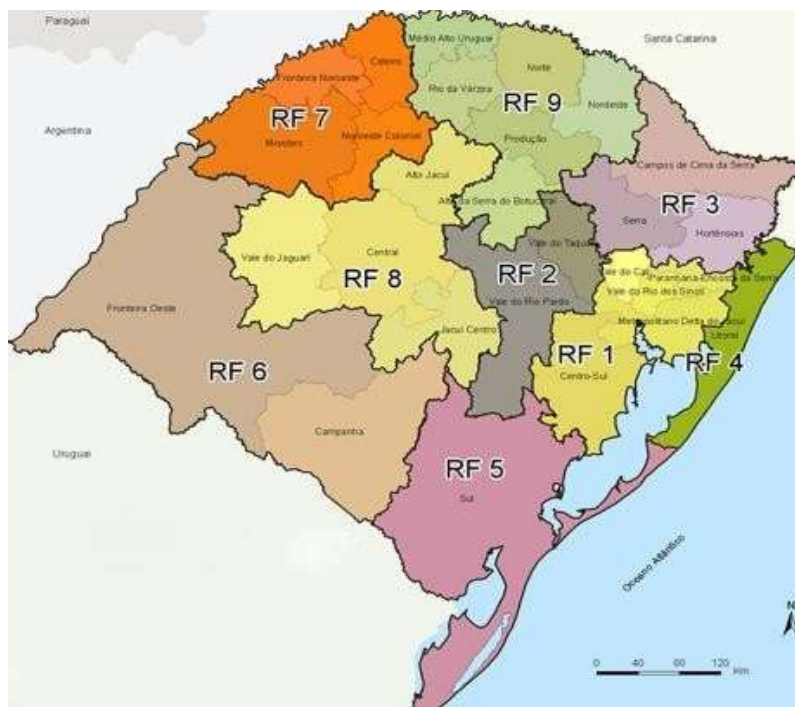 Paraguai
Santa Catarina
Médio Alto Uruguai
Norte
Celeiro
Fronteira Noroeste
Rio da Várzea
Nordeste
RF 9
RF 7
Argentina
Missões
Noroeste Colonial
Produção
Campos de Cima da Serra
Alto Jacuí
Alto da Serra do Botucaraí
RF 3
Serra
Hortênsias
Vale do Taquari
Central
Vale do Jaguari
RF 8
RF 2
Vale do Caí
Paranhana-Encosta da Serra
Vale do Rio dos Sinos
Fronteira Oeste
Vale do Rio Pardo
Jacuí Centro
Metropolitano Delta do Jacuí
Litoral
RF 1
RF 4
RF 6
Centro-Sul
Campanha
Uruguai
RF 5
Sul
Oceano Atlântico
N
0 40 80 120
Km